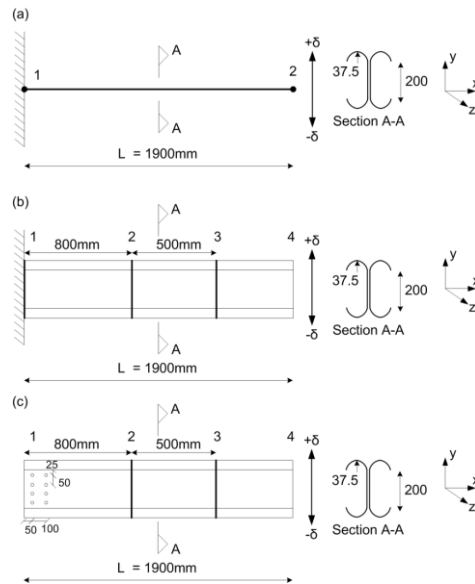 (a)
A
+δ
1
2
37.5
200
y
x
z
Section A-A
A
-δ
L = 1900mm
(b)
A
+δ
1
2
3
4
800mm
500mm
37.5
200
y
x
z
Section A-A
A
-δ
L = 1900mm
(c)
A
+δ
1
2
3
4
800mm
500mm
25
50
37.5
200
y
x
z
50
100
Section A-A
A
-δ
L = 1900mm